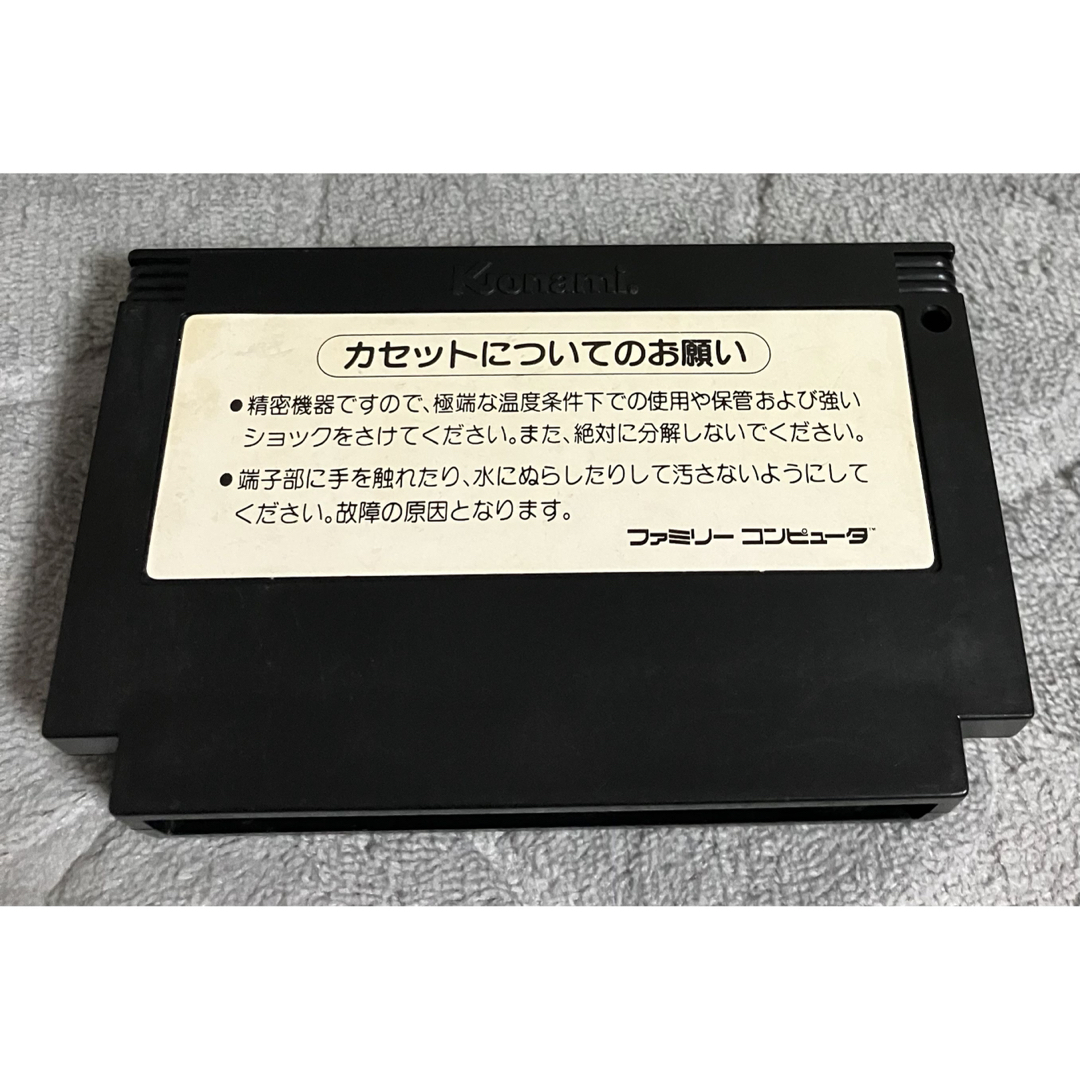 Konami.
カセットについてのお願い
●精密機器ですので、極端な温度条件下での使用や保管および強い
ショックをさけてください。また、絶対に分解しないでください。
●端子部に手を触れたり、水にぬらしたりして汚さないようにして
ください。故障の原因となります。
ファミリー コンピュータ™